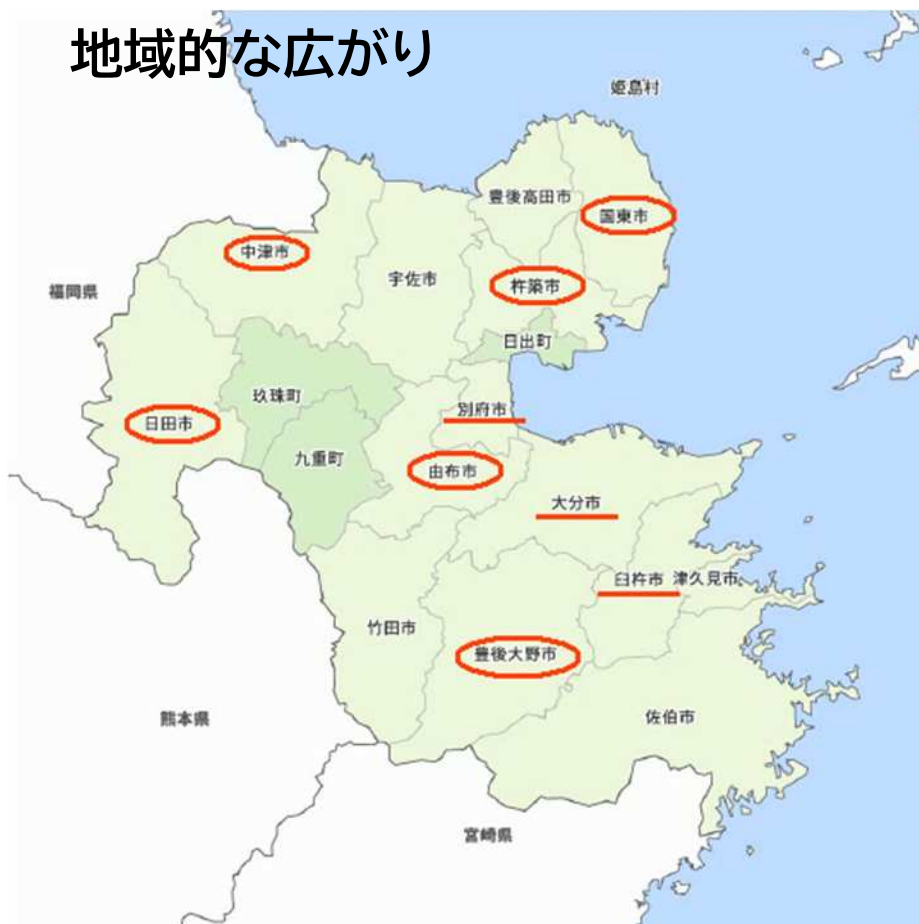 地域的な広がり
姫島村
豊後高田市
国東市
中津市
宇佐市
杵築市
福岡県
日出町
玖珠町
別府市
日田市
九重町
由布市
大分市
臼杵市
津久見市
竹田市
豊後大野市
熊本県
佐伯市
宮崎県